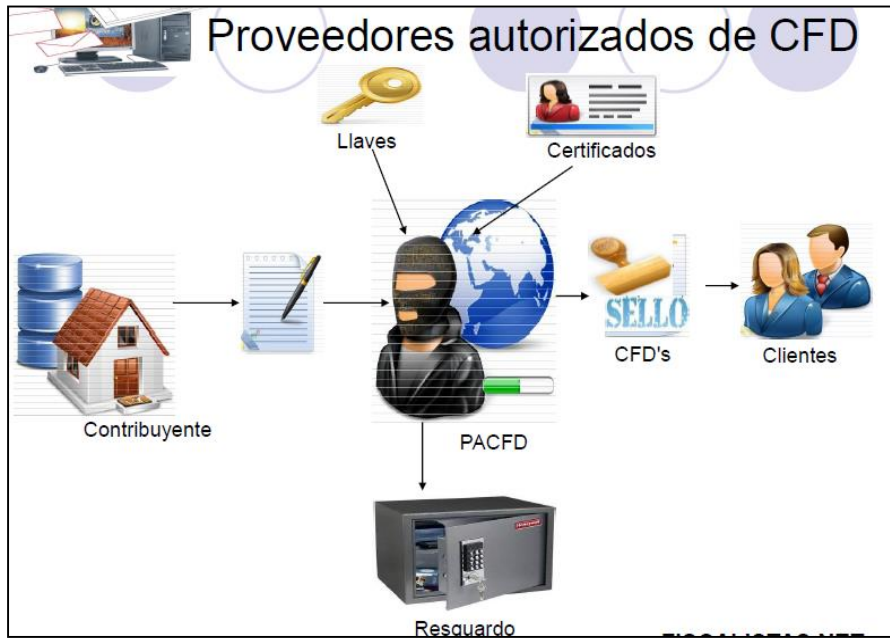 Proveedores autorizados de CFD
Llaves
Certificados
SELLO
CFD's
Clientes
Contribuyente
PACFD
Resguardo